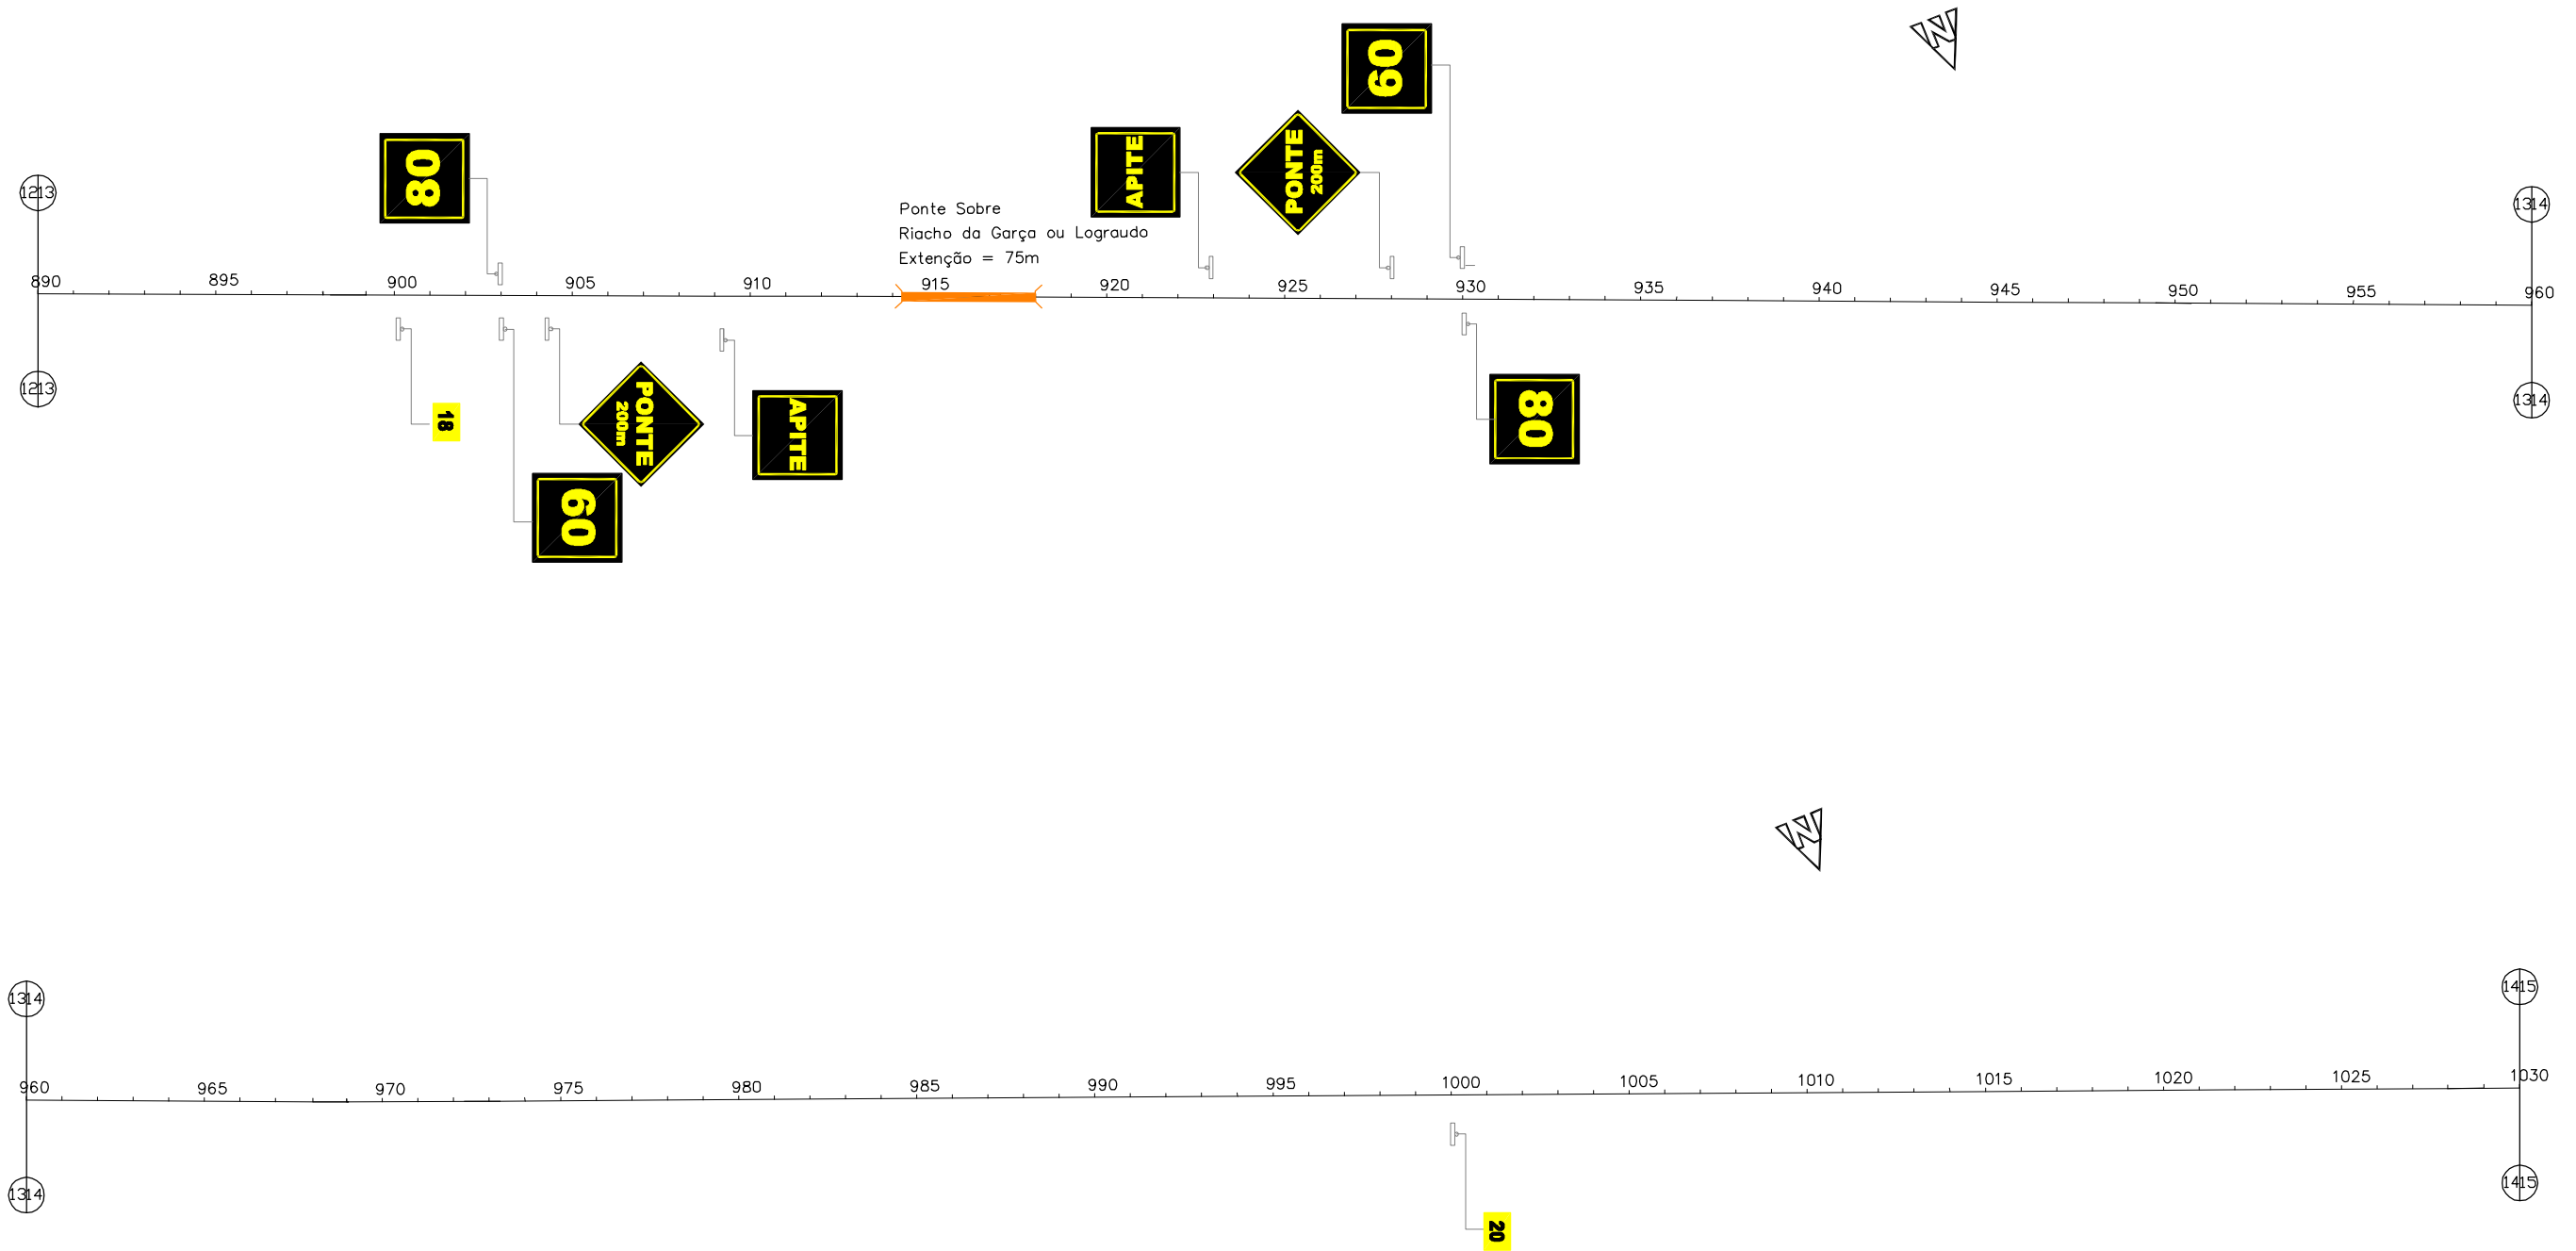 60
80
APITE
PONTE
200m
1213
1314
Ponte Sobre
Riacho da Garça ou Lograudo
Extenção = 75m
890 895 900 905 910 915 920 925 930 935 940 945 950 955 960
1213
1314
18
PONTE
200m
APITE
80
60
1314
1415
960 965 970 975 980 985 990 995 1000 1005 1010 1015 1020 1025 1030
1314
1415
20